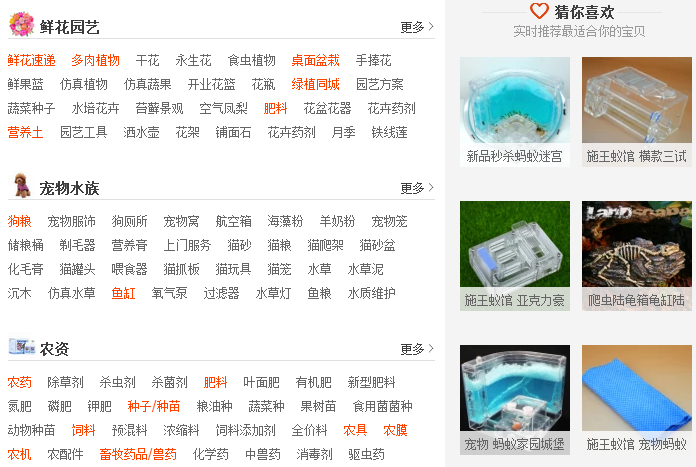 鲜花园艺 更多
鲜花速递 多肉植物 干花 永生花 食虫植物 桌面盆栽 手捧花
鲜果篮 仿真植物 仿真蔬果 开业花篮 花瓶 绿植同城 园艺方案
蔬菜种子 水培花卉 苔藓景观 空气凤梨 肥料 花盆花器 花卉药剂
营养土 园艺工具 洒水壶 花架 铺面石 花卉药剂 月季 铁线莲
宠物水族 更多
狗粮 宠物服饰 狗厕所 宠物窝 航空箱 海藻粉 羊奶粉 宠物笼
储粮桶 剃毛器 营养膏 上门服务 猫砂 猫粮 猫爬架 猫砂盆
化毛膏 猫罐头 喂食器 猫抓板 猫玩具 猫笼 水草 水草泥
沉木 仿真水草 鱼缸 氧气泵 过滤器 水草灯 鱼粮 水质维护
农资 更多
农药 除草剂 杀虫剂 杀菌剂 肥料 叶面肥 有机肥 新型肥料
氮肥 磷肥 钾肥 种子/种苗 粮油种 蔬菜种 果树苗 食用菌菌种
动物种苗 饲料 预混料 浓缩料 饲料添加剂 全价料 农具 农膜
农机 农配件 畜牧药品/兽药 化学药 中兽药 消毒剂 驱虫药
猜你喜欢
实时推荐最适合你的宝贝
新品秒杀蚂蚁迷宫
施王蚁馆 横款三试
施王蚁馆 亚克力豪
Landscape
爬虫陆龟箱龟缸陆
宠物 蚂蚁家园城堡
施王蚁馆 宠物蚂蚁